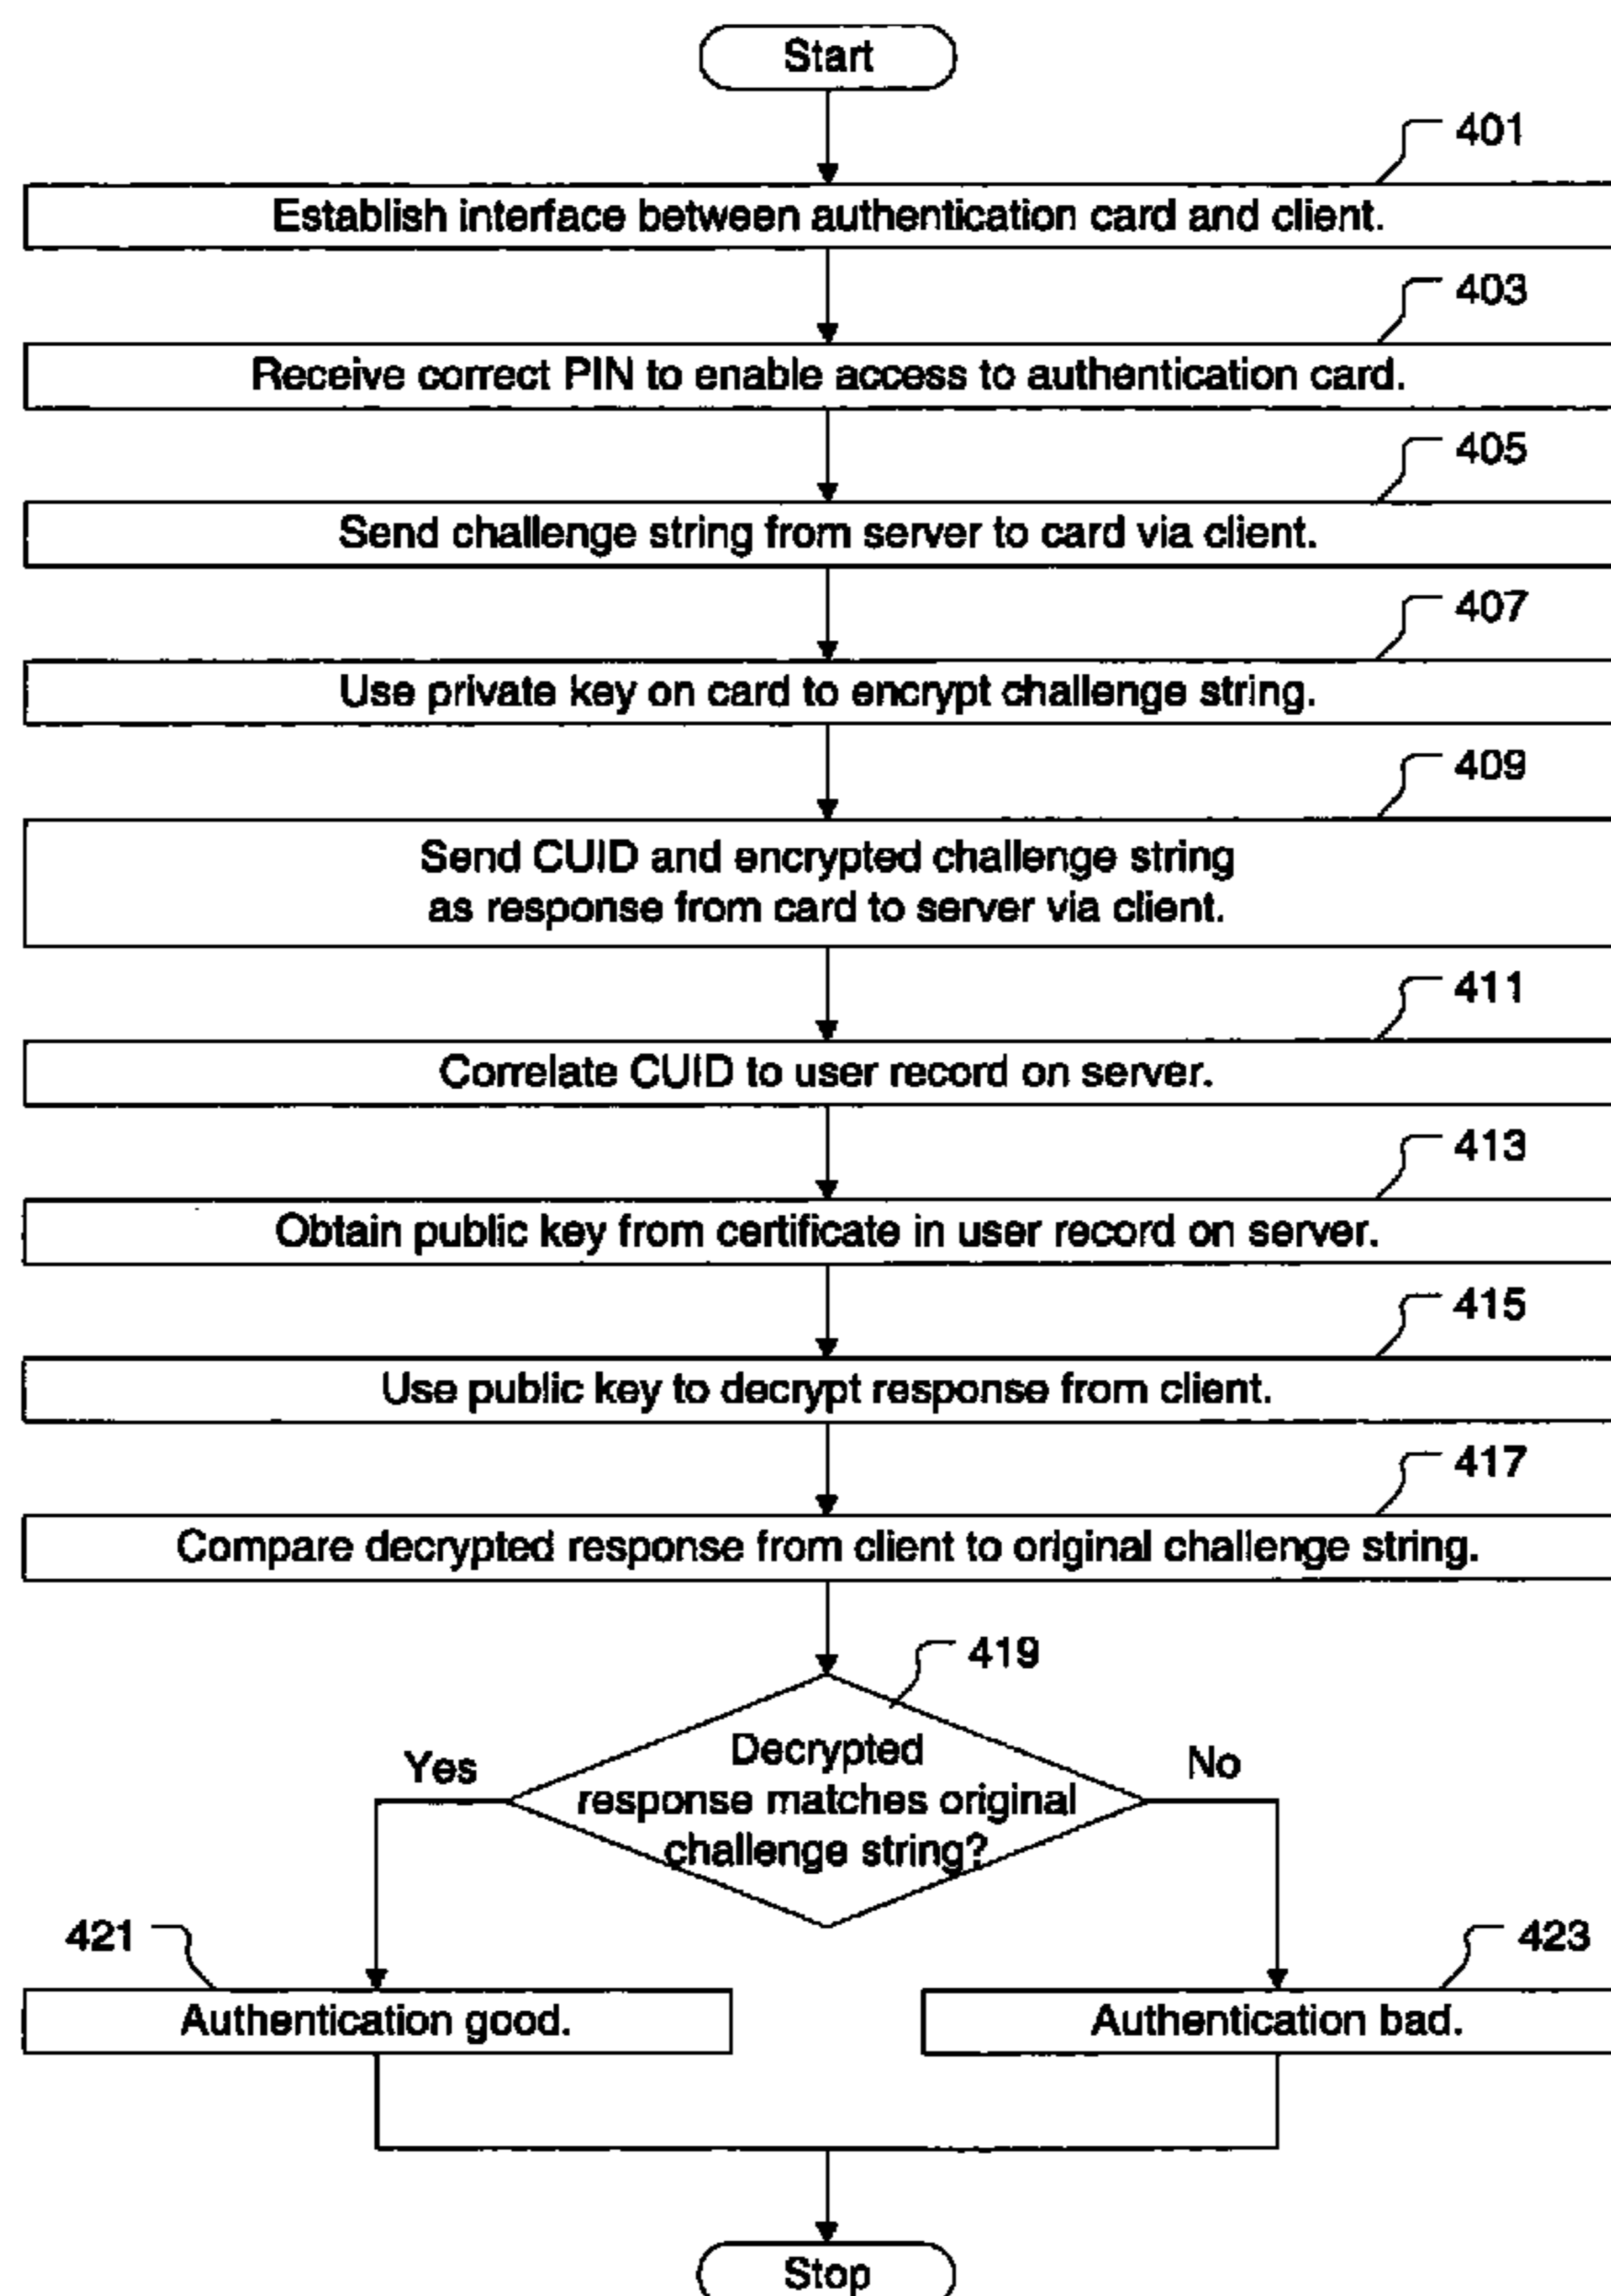 Start
401
Establish interface between authentication card and client.
403
Receive correct PIN to enable access to authentication card.
405
Send challenge string from server to card via client.
407
Use private key on card to encrypt challenge string.
409
Send CUID and encrypted challenge string
as response from card to server via client.
411
Correlate CUID to user record on server.
413
Obtain public key from certificate in user record on server.
415
Use public key to decrypt response from client.
417
Compare decrypted response from client to original challenge string.
419
Decrypted
response matches original
challenge string?
Yes
No
421
Authentication good.
423
Authentication bad.
Stop